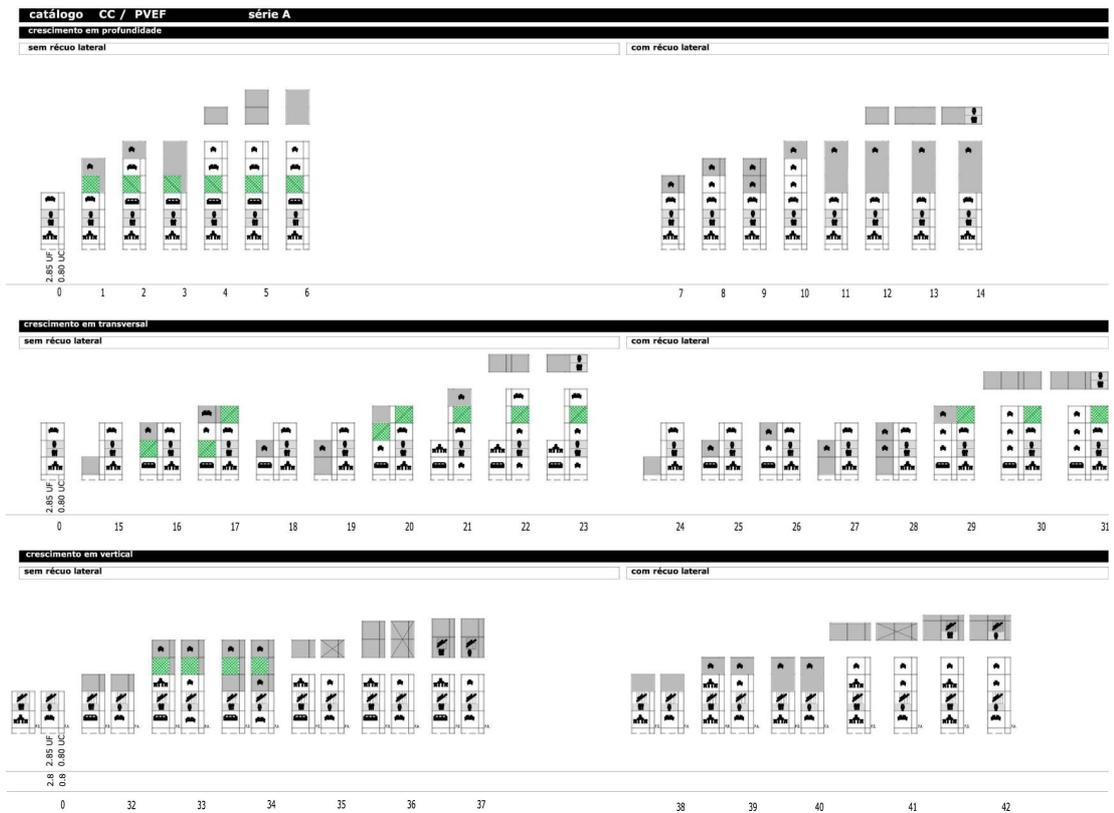 catálogo CC / PVEF série A
crescimento em profundidade
sem récuo lateral com récuo lateral
2.85 UF
0.80 UC
0 1 2 3 4 5 6 7 8 9 10 11 12 13 14
crescimento em transversal
sem récuo lateral com récuo lateral
2.85 UF
0.80 UC
0 15 16 17 18 19 20 21 22 23 24 25 26 27 28 29 30 31
crescimento em vertical
sem récuo lateral com récuo lateral
2.8 2.85 UF
0.8 0.80 UC
0 32 33 34 35 36 37 38 39 40 41 42